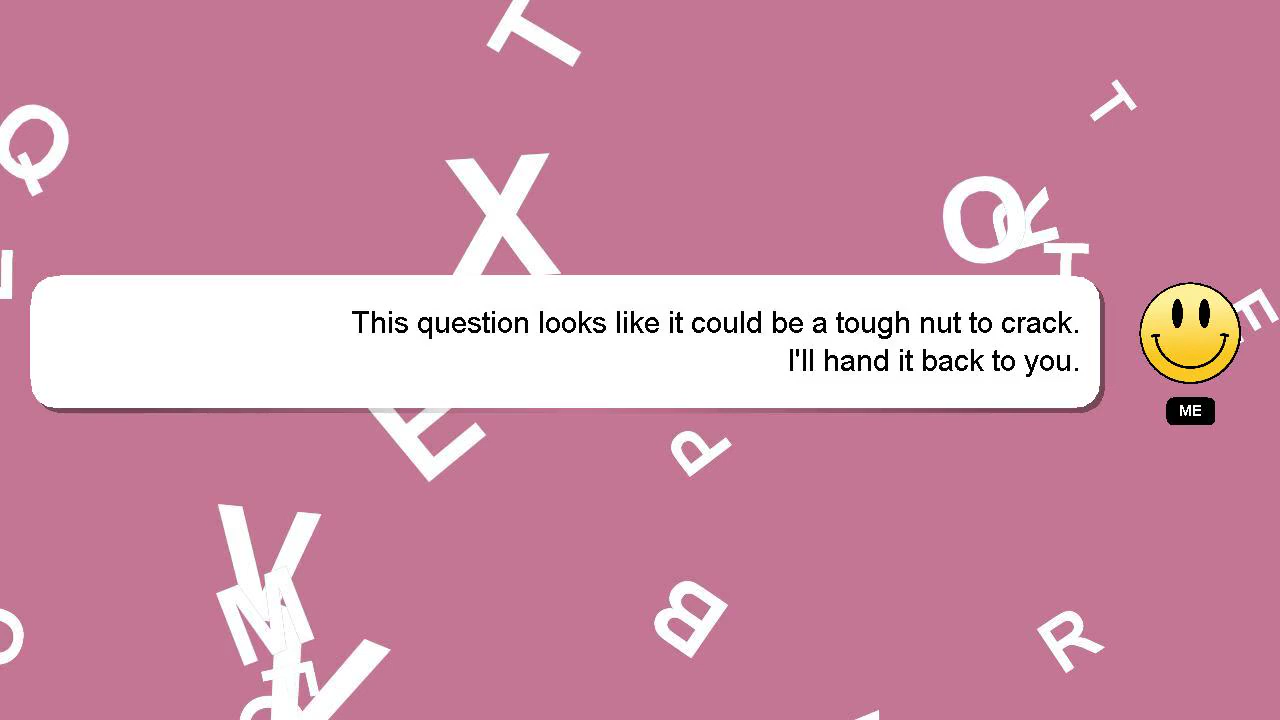 T
T
Q
X
O
R
T
E
This question looks like it could be a tough nut to crack.
I'll hand it back to you.
ME
E
P
V
M
B
R